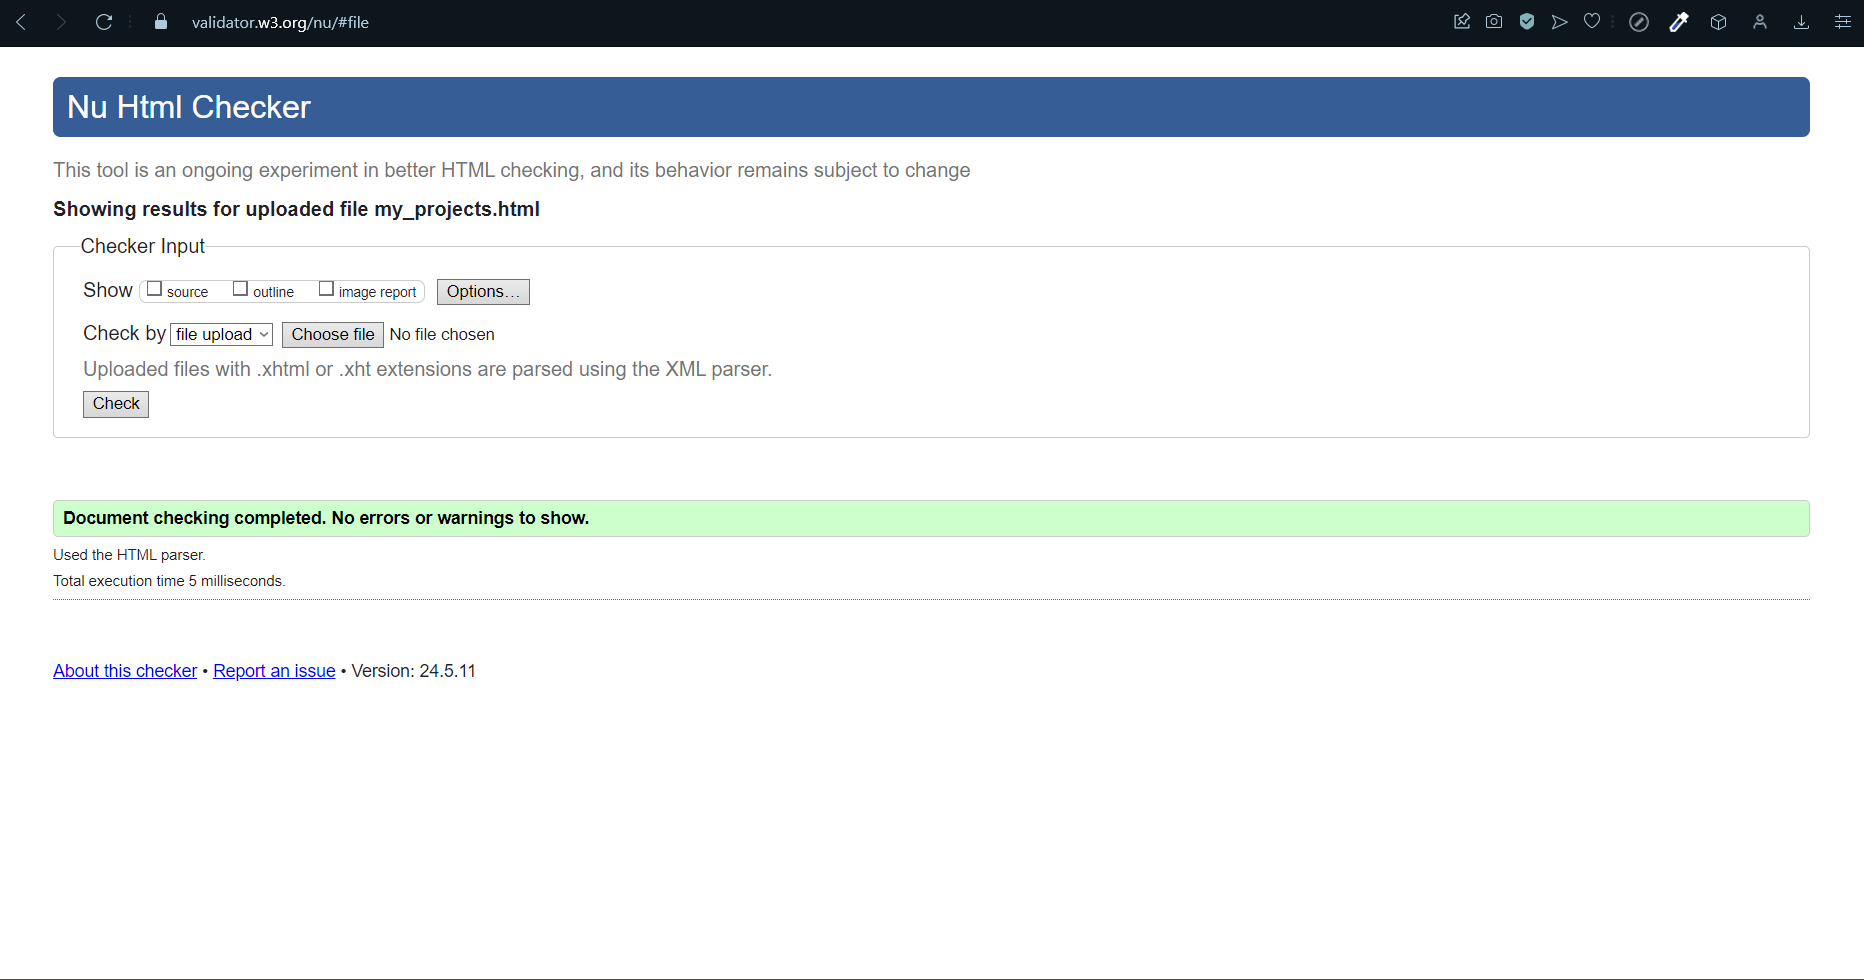 validator.w3.org/nu/#file
Nu Html Checker
This tool is an ongoing experiment in better HTML checking, and its behavior remains subject to change
Showing results for uploaded file my_projects.html
Checker Input
Show source outline image report Options...
Check by file upload Choose file No file chosen
Uploaded files with .xhtml or .xht extensions are parsed using the XML parser.
Check
Document checking completed. No errors or warnings to show.
Used the HTML parser.
Total execution time 5 milliseconds.
About this checker • Report an issue • Version: 24.5.11